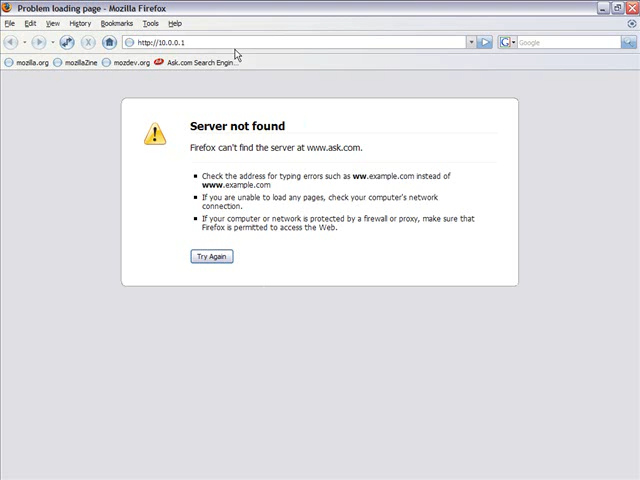 Problem loading page - Mozilla Firefox
File Edit View History Bookmarks Tools Help
http://10.0.0.1
G Google
mozilla.org mozillaZine mozdev.org Ask.com Search Engin...
Server not found
Firefox can't find the server at www.ask.com.
Check the address for typing errors such as ww.example.com instead of
www.example.com
If you are unable to load any pages, check your computer's network
connection.
If your computer or network is protected by a firewall or proxy, make sure that
Firefox is permitted to access the Web.
Try Again